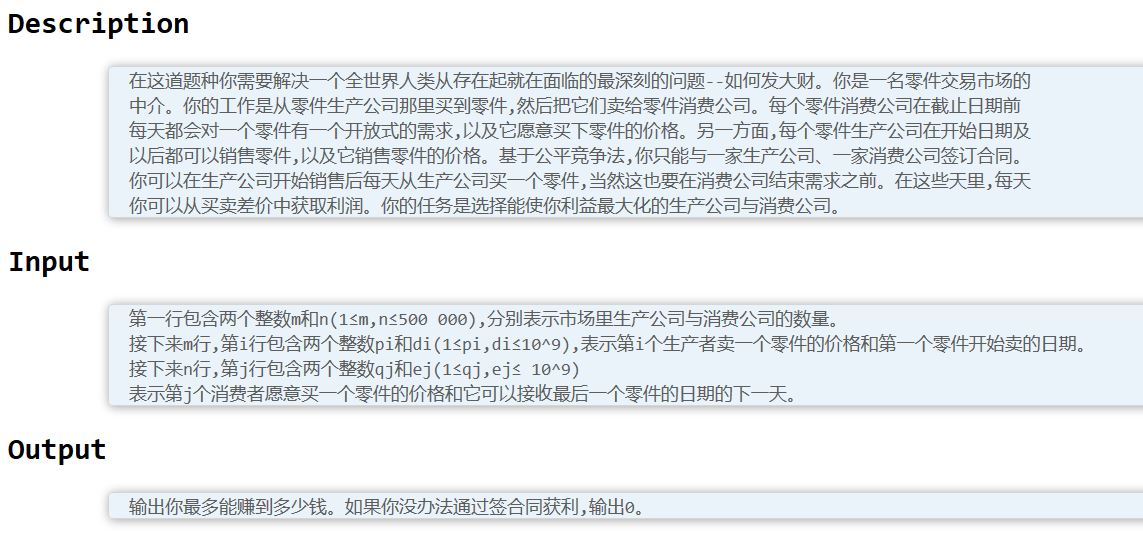 Description
在这道题种你需要解决一个全世界人类从存在起就在面临的最深刻的问题--如何发大财。你是一名零件交易市场的
中介。你的工作是从零件生产公司那里买到零件,然后把它们卖给零件消费公司。每个零件消费公司在截止日期前
每天都会对一个零件有一个开放式的需求,以及它愿意买下零件的价格。另一方面,每个零件生产公司在开始日期及
以后都可以销售零件,以及它销售零件的价格。基于公平竞争法,你只能与一家生产公司、一家消费公司签订合同。
你可以在生产公司开始销售后每天从生产公司买一个零件,当然这也要在消费公司结束需求之前。在这些天里,每天
你可以从买卖差价中获取利润。你的任务是选择能使你利益最大化的生产公司与消费公司。
Input
第一行包含两个整数m和n(1≤m,n≤500 000),分别表示市场里生产公司与消费公司的数量。
接下来m行,第i行包含两个整数pi和di(1≤pi,di≤10^9),表示第i个生产者卖一个零件的价格和第一个零件开始卖的日期。
接下来n行,第j行包含两个整数qj和ej(1≤qj,ej≤ 10^9)
表示第j个消费者愿意买一个零件的价格和它可以接收最后一个零件的日期的下一天。
Output
输出你最多能赚到多少钱。如果你没办法通过签合同获利,输出0。